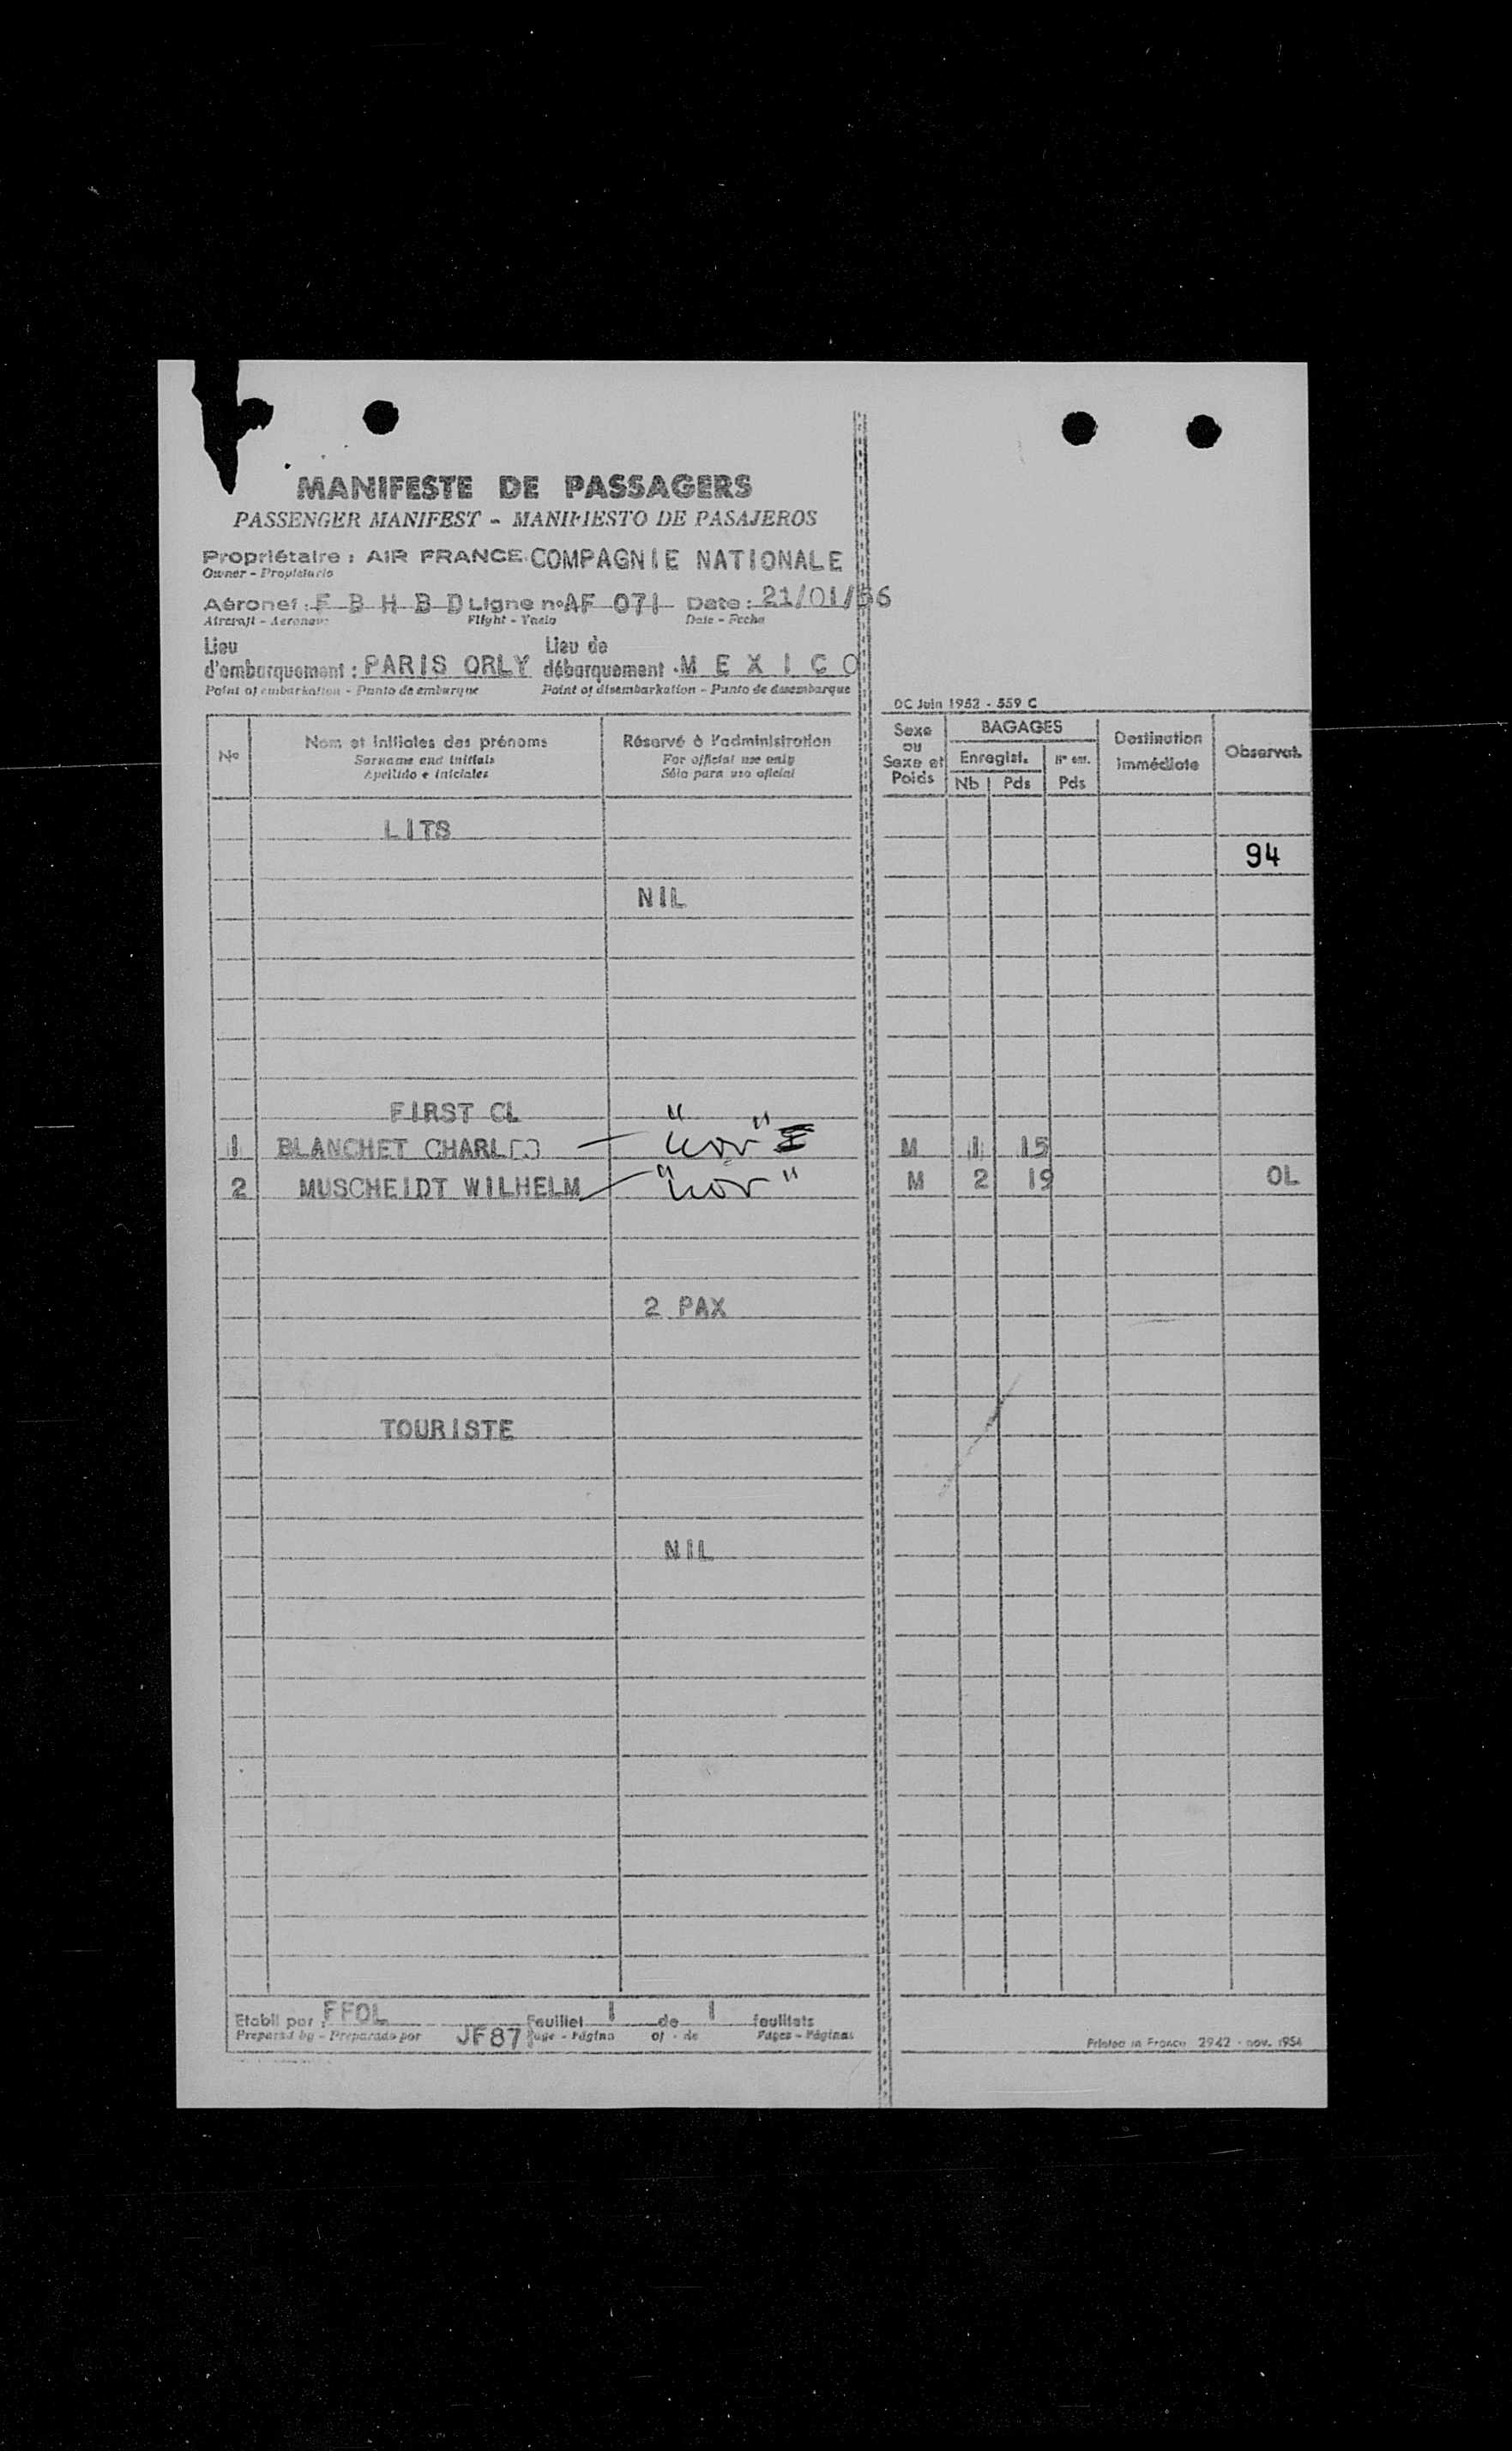 MANIFESTE DE PASSAGERS
PASSENGER MANIFEST - MANIFIESTO DE PASAJEROS
Propriétaire : AIR FRANCE COMPAGNIE NATIONALE
Owner - Propietario
Aéronef : F B H B D Ligne no AF 071 Date : 21/01/56
Aircraft - Aeronave Flight - Vuelo Date - Fecha
Lieu Lieu de
d'embarquement : PARIS ORLY débarquement M E X I C O
Point of embarkation - Punto de embarque Point of disembarkation - Punto de desembarque
DC Juin 1952 - 559 C
No Nom et initiales des prénoms Réservé à l'administration Sexe ou Sexe et Poids BAGAGES Destination immédiate Observat.
Surname and initials For official use only Enregist.
Apellido e iniciales Sólo para uso oficial Nb Pds Pds
LITS
94
NIL
FIRST CL
1 BLANCHET CHARL M 1 15
2 MUSCHEIDT WILHELM M 2 19 OL
2 PAX
TOURISTE
NIL
Etabli par : FFOL Feuillet 1 de 1 feuillets
Prepared by - Preparado por JF87 Page - Página of - de Pages - Páginas
Printed in France 2942 - nov. 1954